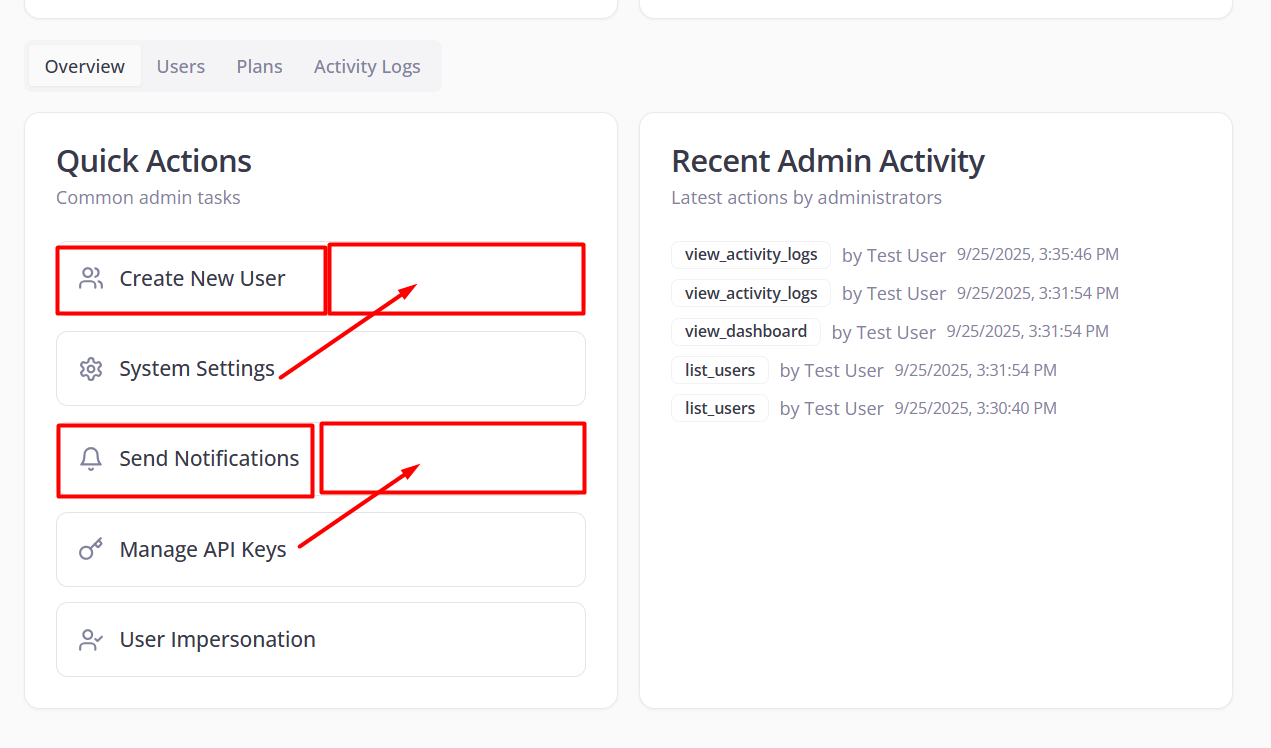 Overview Users Plans Activity Logs
Quick Actions
Common admin tasks
Create New User
System Settings
Send Notifications
Manage API Keys
User Impersonation
Recent Admin Activity
Latest actions by administrators
view_activity_logs by Test User 9/25/2025, 3:35:46 PM
view_activity_logs by Test User 9/25/2025, 3:31:54 PM
view_dashboard by Test User 9/25/2025, 3:31:54 PM
list_users by Test User 9/25/2025, 3:31:54 PM
list_users by Test User 9/25/2025, 3:30:40 PM